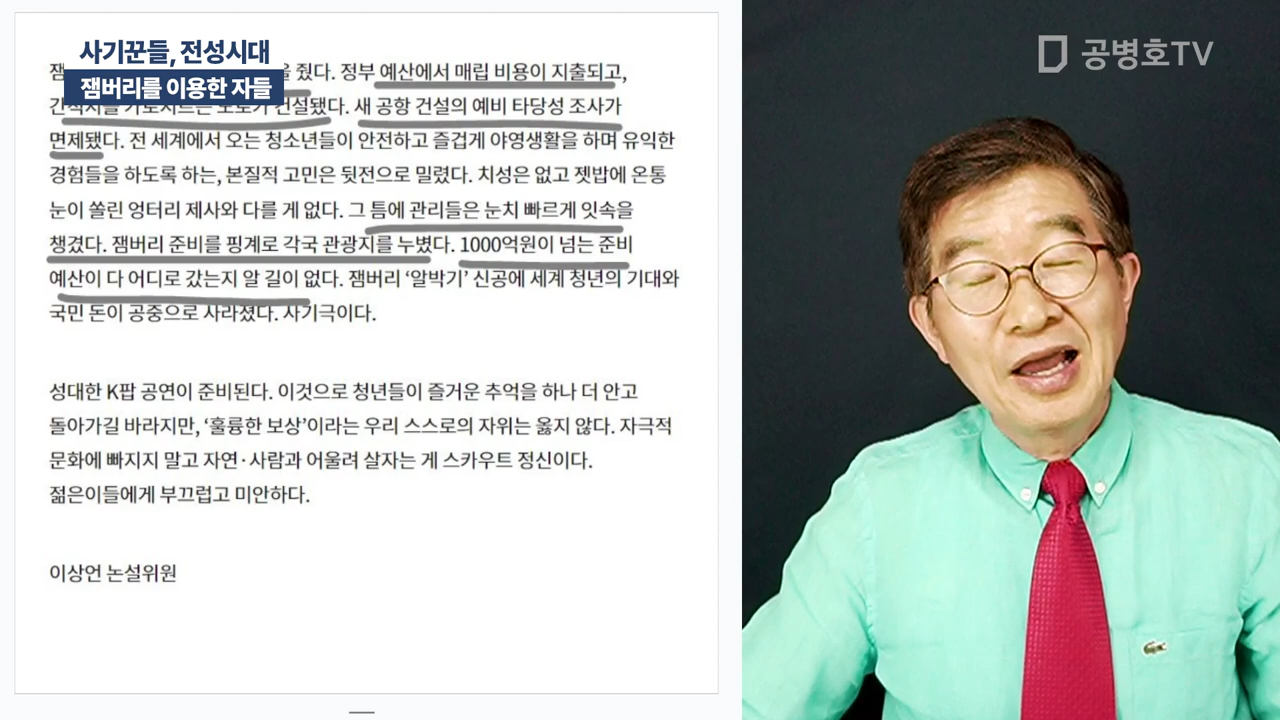 사기꾼들, 전성시대
잼버리를 이용한 자들
공병호TV
잼 을 줬다. 정부 예산에서 매립 비용이 지출되고,
간척지를 가로지르는 도로가 건설됐다. 새 공항 건설의 예비 타당성 조사가
면제됐다. 전 세계에서 오는 청소년들이 안전하고 즐겁게 야영생활을 하며 유익한
경험들을 하도록 하는, 본질적 고민은 뒷전으로 밀렸다. 치성은 없고 젯밥에 온통
눈이 쏠린 엉터리 제사와 다를 게 없다. 그 틈에 관리들은 눈치 빠르게 잇속을
챙겼다. 잼버리 준비를 핑계로 각국 관광지를 누볐다. 1000억원이 넘는 준비
예산이 다 어디로 갔는지 알 길이 없다. 잼버리 ‘알박기’ 신공에 세계 청년의 기대와
국민 돈이 공중으로 사라졌다. 사기극이다.
성대한 K팝 공연이 준비된다. 이것으로 청년들이 즐거운 추억을 하나 더 안고
돌아가길 바라지만, ‘훌륭한 보상’이라는 우리 스스로의 자위는 옳지 않다. 자극적
문화에 빠지지 말고 자연·사람과 어울려 살자는 게 스카우트 정신이다.
젊은이들에게 부끄럽고 미안하다.
이상언 논설위원